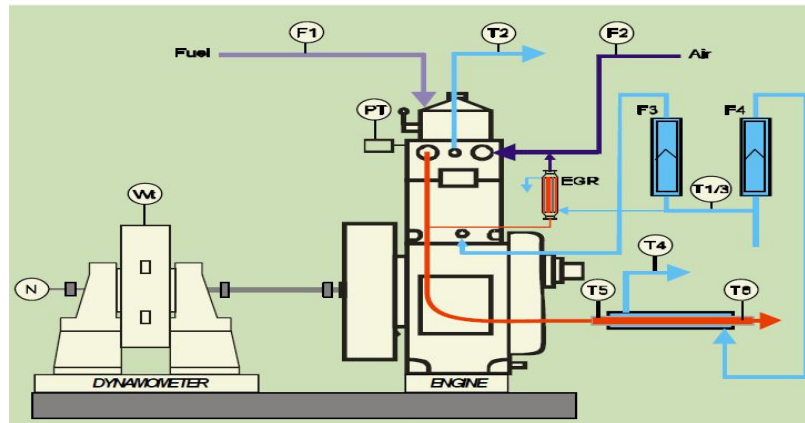 F1
T2
F2
Fuel
Air
PT
F3
F4
EGR
T1/3
Wt
T4
N
T5
T6
DYNAMOMETER
ENGINE